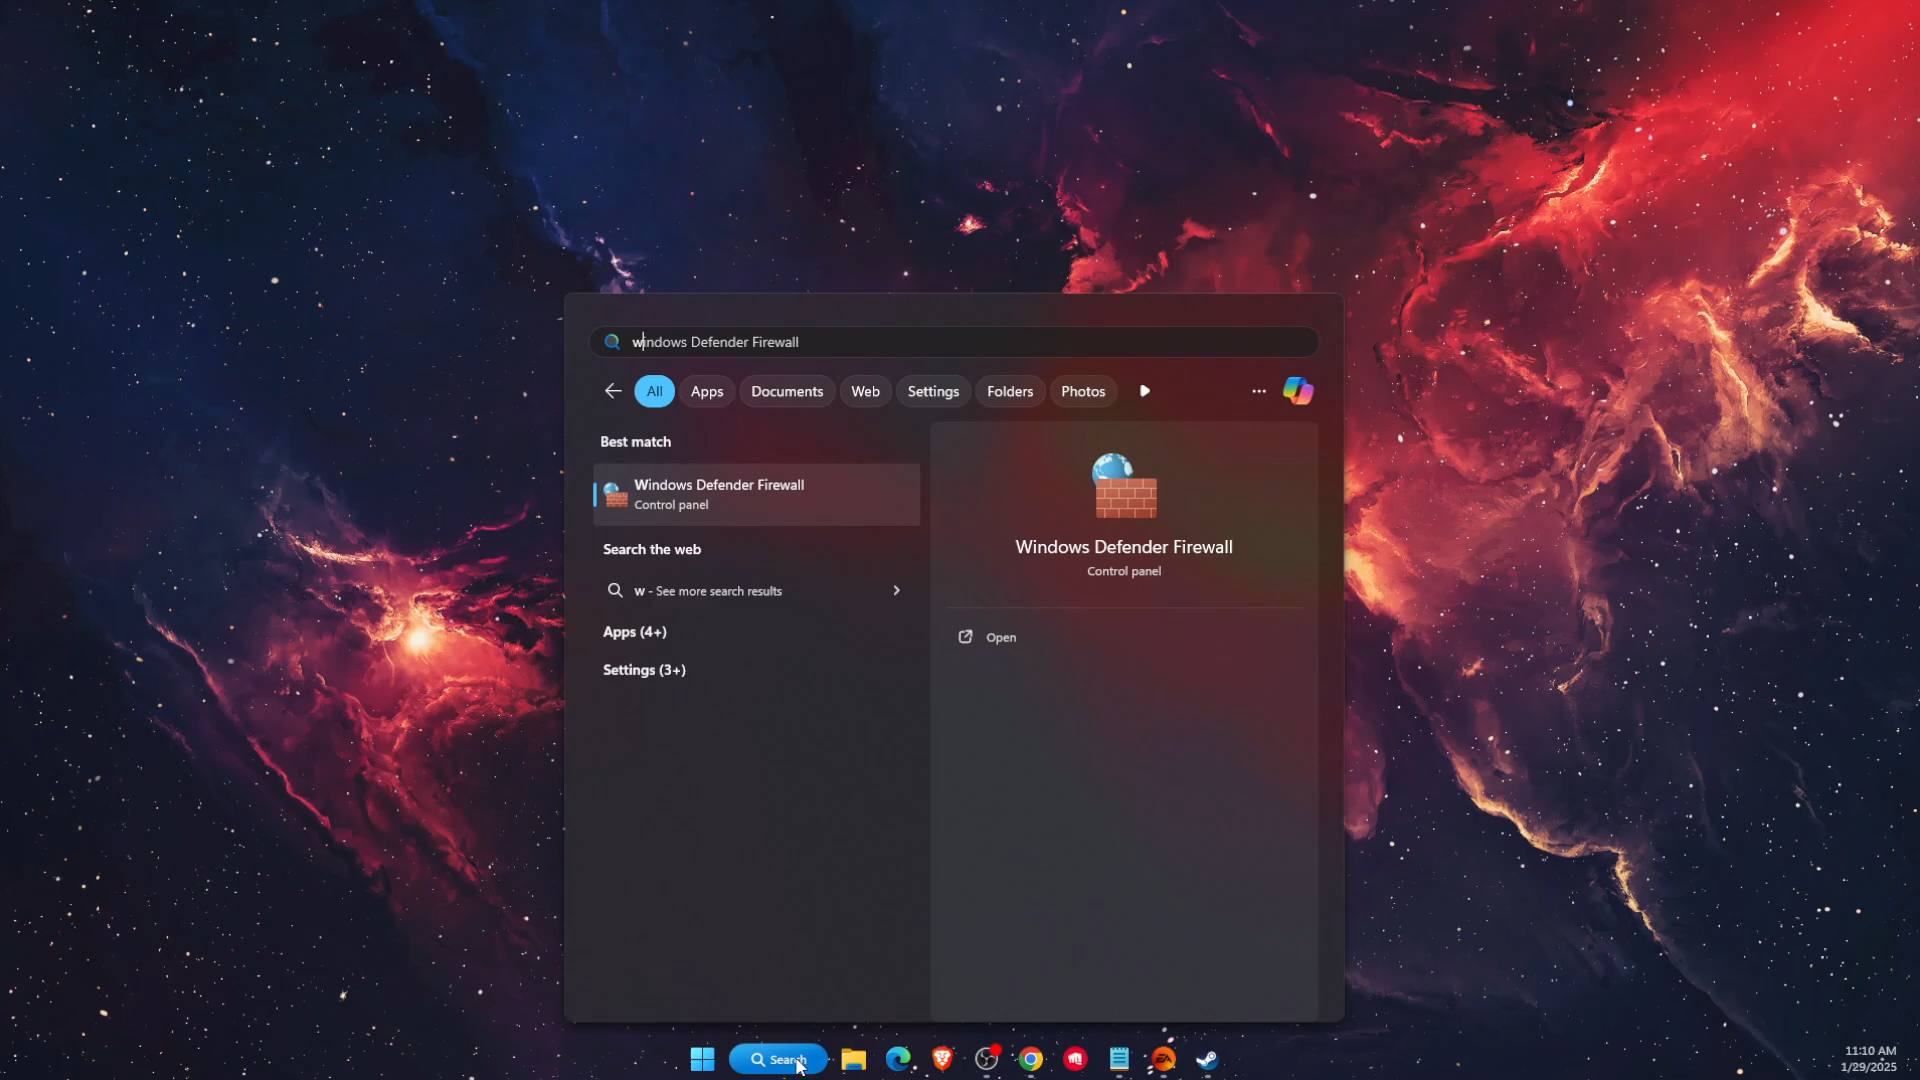 windows Defender Firewall
All Apps Documents Web Settings Folders Photos
Best match
Windows Defender Firewall
Control panel
Search the web
w - See more search results
Apps (4+)
Settings (3+)
Windows Defender Firewall
Control panel
Open
Search
EA
11:10 AM
1/29/2025